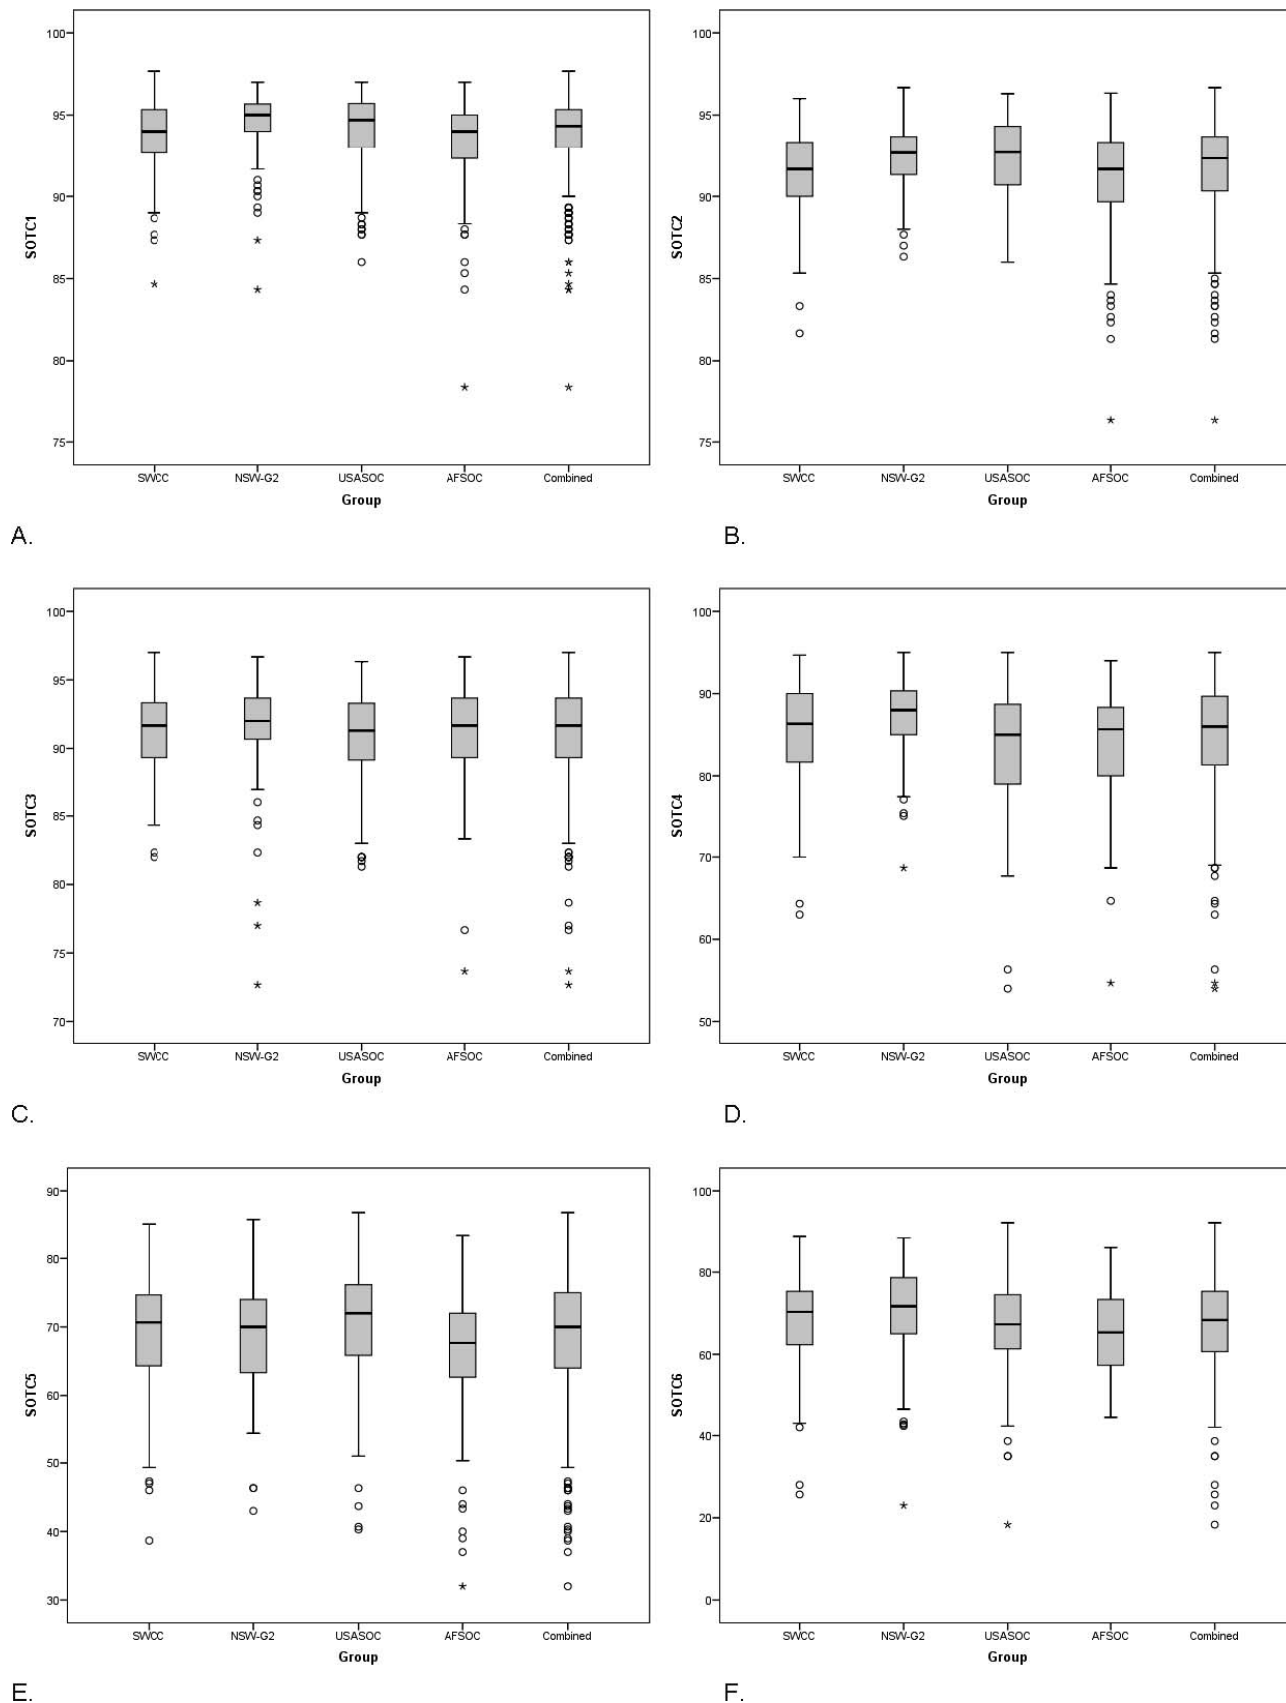 100
95
90
85
80
75
SOTC1
SWCC NSW-G2 USASOC AFSOC Combined
Group
A.
100
95
90
85
80
75
SOTC2
SWCC NSW-G2 USASOC AFSOC Combined
Group
B.
100
95
90
85
80
75
70
SOTC3
SWCC NSW-G2 USASOC AFSOC Combined
Group
C.
100
90
80
70
60
50
SOTC4
SWCC NSW-G2 USASOC AFSOC Combined
Group
D.
90
80
70
60
50
40
30
SOTC5
SWCC NSW-G2 USASOC AFSOC Combined
Group
E.
100
80
60
40
20
0
SOTC6
SWCC NSW-G2 USASOC AFSOC Combined
Group
F.